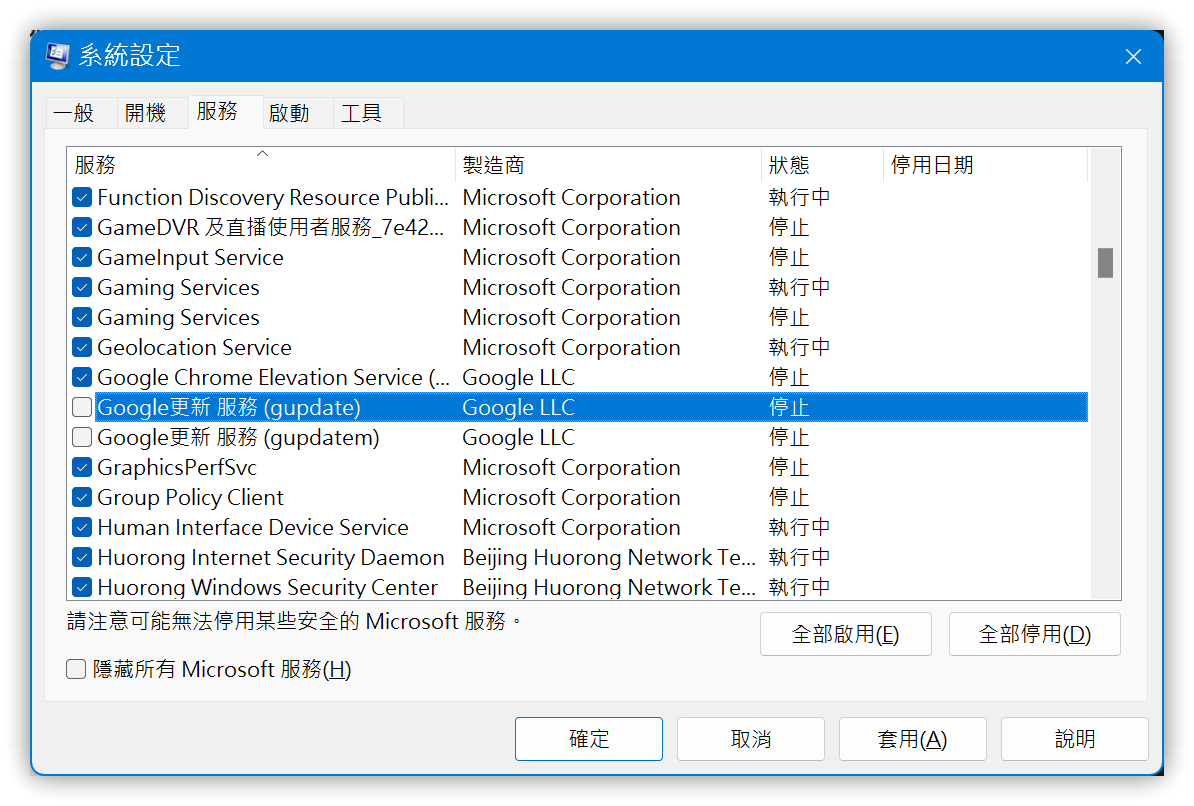 系統設定
一般 開機 服務 啟動 工具
服務 製造商 狀態 停用日期
Function Discovery Resource Publi... Microsoft Corporation 執行中
GameDVR 及直播使用者服務_7e42... Microsoft Corporation 停止
GameInput Service Microsoft Corporation 停止
Gaming Services Microsoft Corporation 執行中
Gaming Services Microsoft Corporation 停止
Geolocation Service Microsoft Corporation 執行中
Google Chrome Elevation Service (... Google LLC 停止
Google更新 服務 (gupdate) Google LLC 停止
Google更新 服務 (gupdatem) Google LLC 停止
GraphicsPerfSvc Microsoft Corporation 停止
Group Policy Client Microsoft Corporation 停止
Human Interface Device Service Microsoft Corporation 執行中
Huorong Internet Security Daemon Beijing Huorong Network Te... 執行中
Huorong Windows Security Center Beijing Huorong Network Te... 執行中
請注意可能無法停用某些安全的 Microsoft 服務。
全部啟用(E) 全部停用(D)
隱藏所有 Microsoft 服務(H)
確定 取消 套用(A) 說明